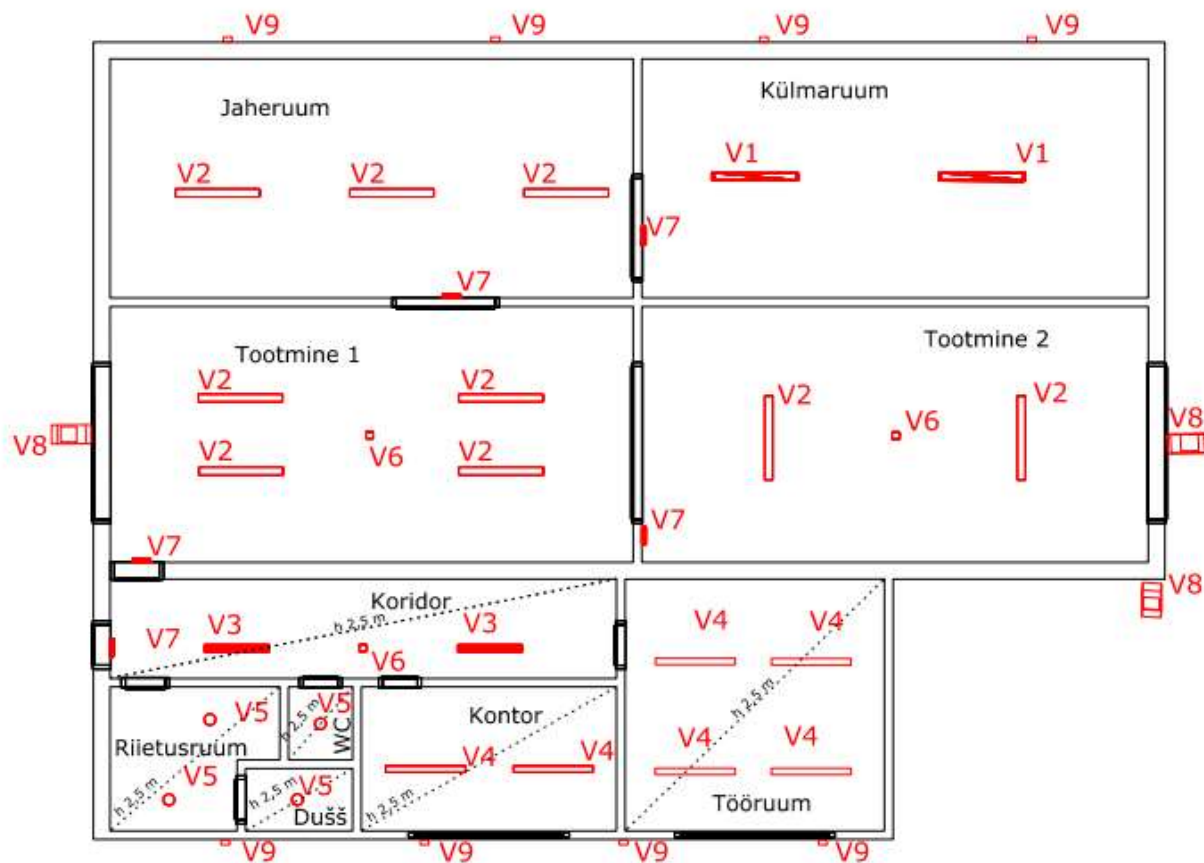 V9 V9 V9 V9
Jaheruum
Külmaruum
V2 V2 V2
V1 V1
V7
V7
Tootmine 1
Tootmine 2
V2 V2
V2 V2
V8
V6
V6
V8
V2 V2
V7
V7
Koridor
h 2,5 m
V7
V3 V3
V6
V4 V4
V8
Riietusruum
V5
V5
h 2,5 m
WC
h 2,5 m
V5
V5
h 2,5 m
Dušš
Kontor
V4 V4
h 2,5 m
h 2,5 m
V4 V4
Tööruum
V9 V9 V9 V9